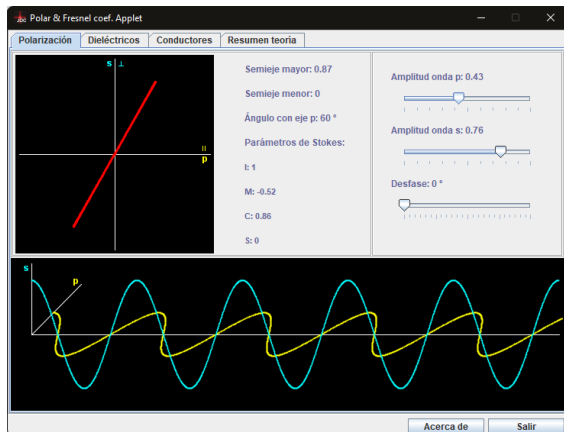 Polar & Fresnel coef. Applet
Polarización
Dieléctricos
Conductores
Resumen teoria
s ⊥
II
p
Semieje mayor: 0.87
Semieje menor: 0
Ángulo con eje p: 60 °
Parámetros de Stokes:
I: 1
M: -0.52
C: 0.86
S: 0
Amplitud onda p: 0.43
Amplitud onda s: 0.76
Desfase: 0 °
s
p
Acerca de
Salir